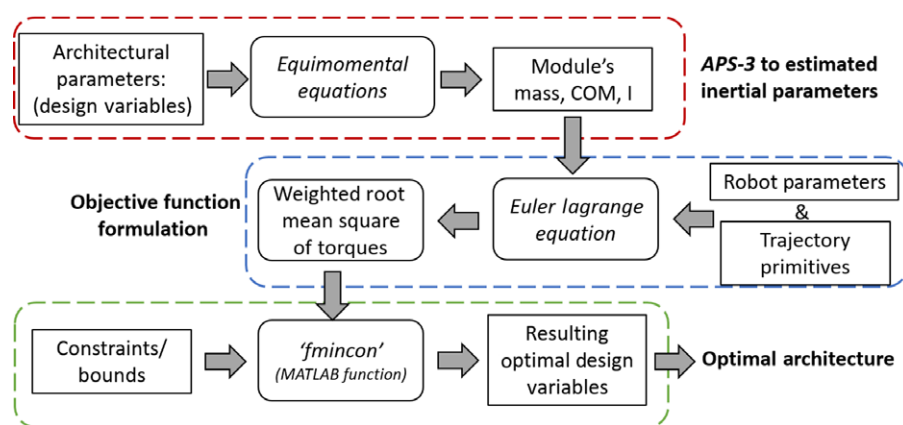 Architectural
parameters:
(design variables)
Equimomental
equations
Module's
mass, COM, I
APS-3 to estimated
inertial parameters
Objective function
formulation
Weighted root
mean square
of torques
Euler lagrange
equation
Robot parameters
&
Trajectory
primitives
Constraints/
bounds
'fmincon'
(MATLAB function)
Resulting
optimal design
variables
Optimal architecture